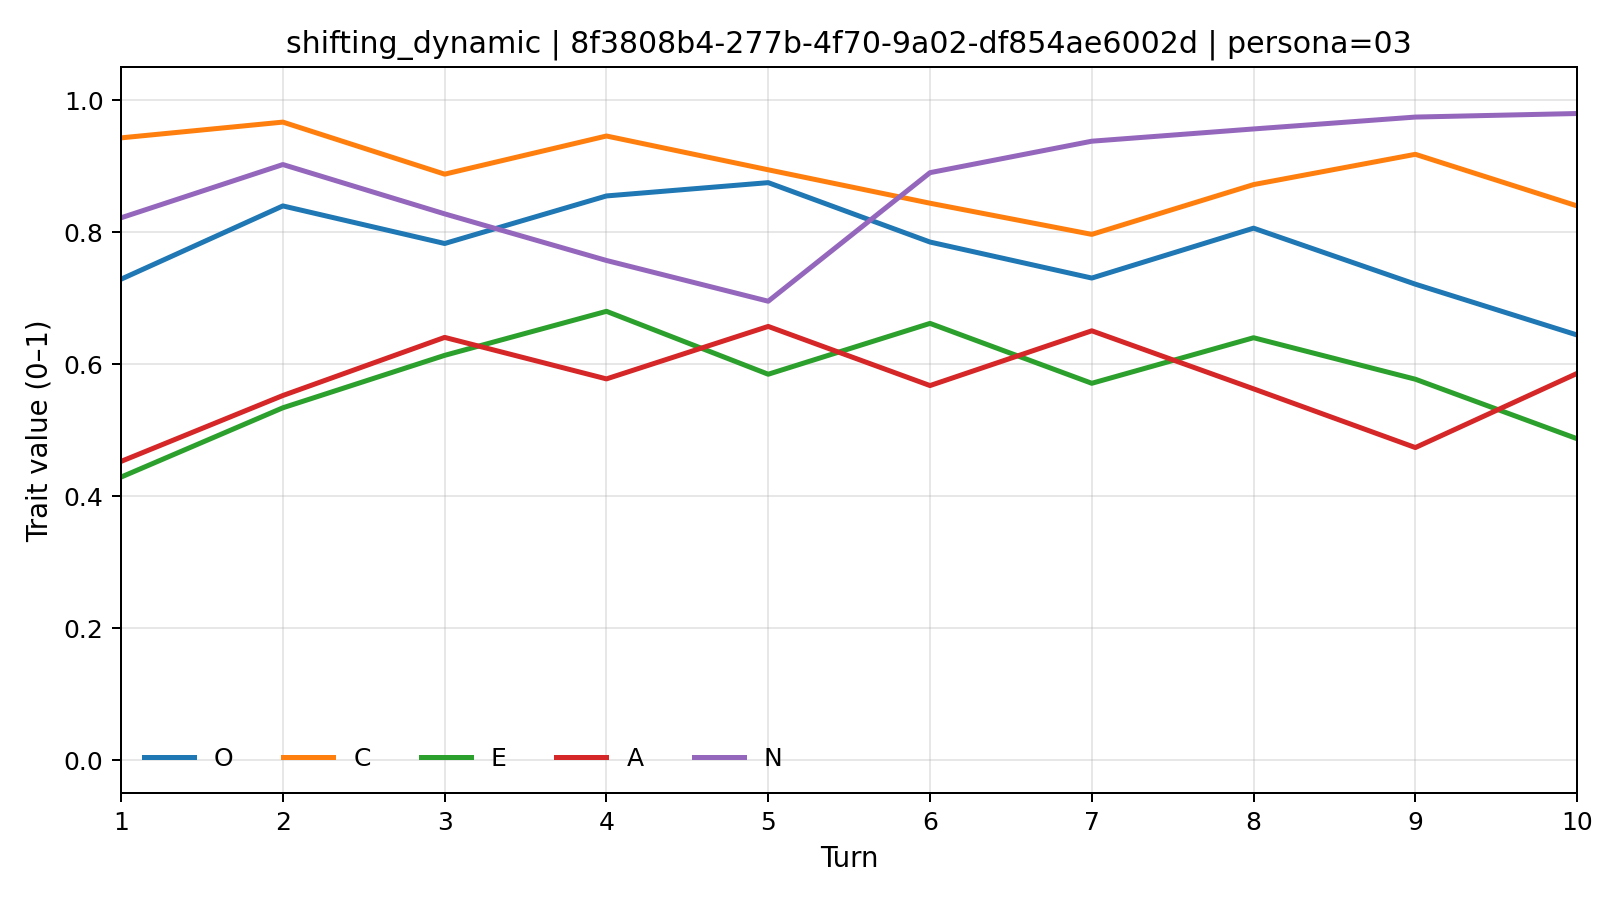 shifting_dynamic | 8f3808b4-277b-4f70-9a02-df854ae6002d | persona=03
Trait value (0–1)
1.0
0.8
0.6
0.4
0.2
0.0
O C E A N
1 2 3 4 5 6 7 8 9 10
Turn